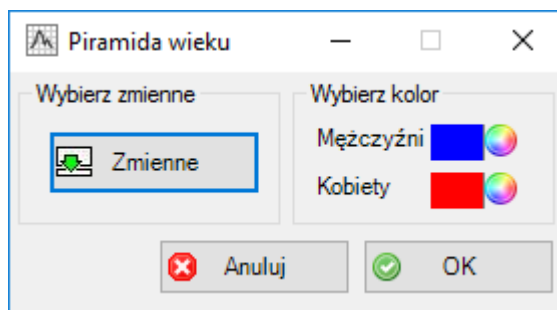 Piramida wieku
Wybierz zmienne
Zmienne
Wybierz kolor
Mężczyźni
Kobiety
Anuluj
OK